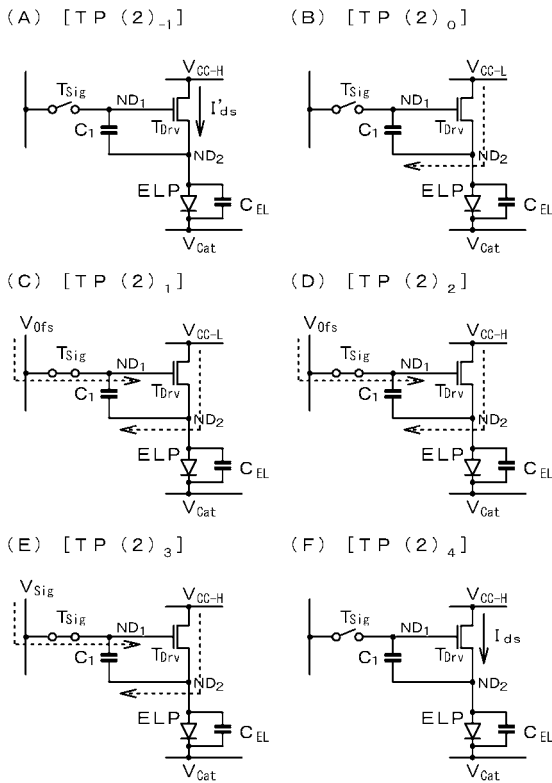 (A) [TP (2)-1]
VCC-H
TSig
ND1
I'ds
C1
TDrv
ND2
ELP
CEL
VCat
(B) [TP (2)0]
VCC-L
TSig
ND1
C1
TDrv
ND2
ELP
CEL
VCat
(C) [TP (2)1]
VOfs
VCC-L
TSig
ND1
C1
TDrv
ND2
ELP
CEL
VCat
(D) [TP (2)2]
VOfs
VCC-H
TSig
ND1
C1
TDrv
ND2
ELP
CEL
VCat
(E) [TP (2)3]
VSig
VCC-H
TSig
ND1
C1
TDrv
ND2
ELP
CEL
VCat
(F) [TP (2)4]
VCC-H
TSig
ND1
Ids
C1
TDrv
ND2
ELP
CEL
VCat